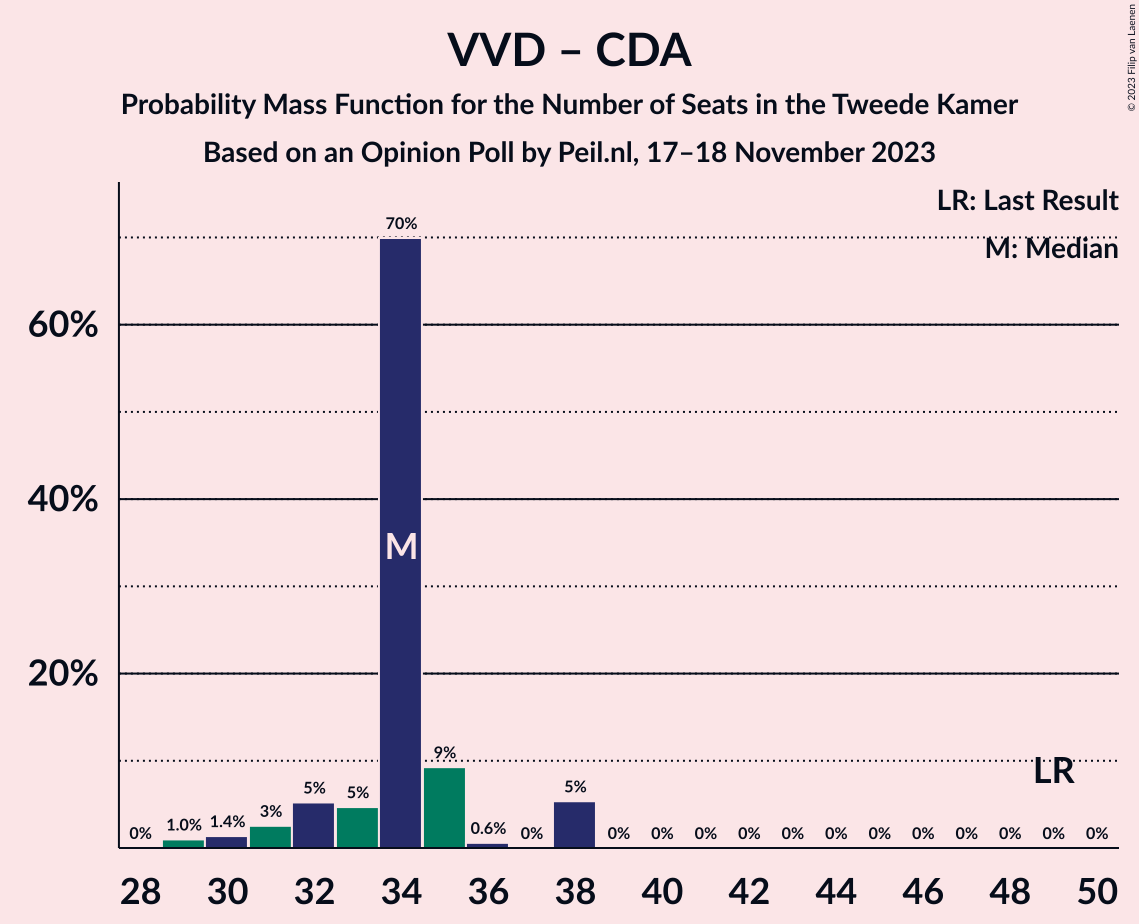 VVD – CDA
Probability Mass Function for the Number of Seats in the Tweede Kamer
Based on an Opinion Poll by Peil.nl, 17–18 November 2023
© 2023 Filip van Laenen
LR: Last Result
M: Median
60%
40%
20%
0%
1.0%
1.4%
3%
5%
5%
70%
9%
0.6%
0%
5%
0%
0%
0%
0%
0%
0%
0%
0%
0%
0%
0%
0%
M
LR
28 30 32 34 36 38 40 42 44 46 48 50